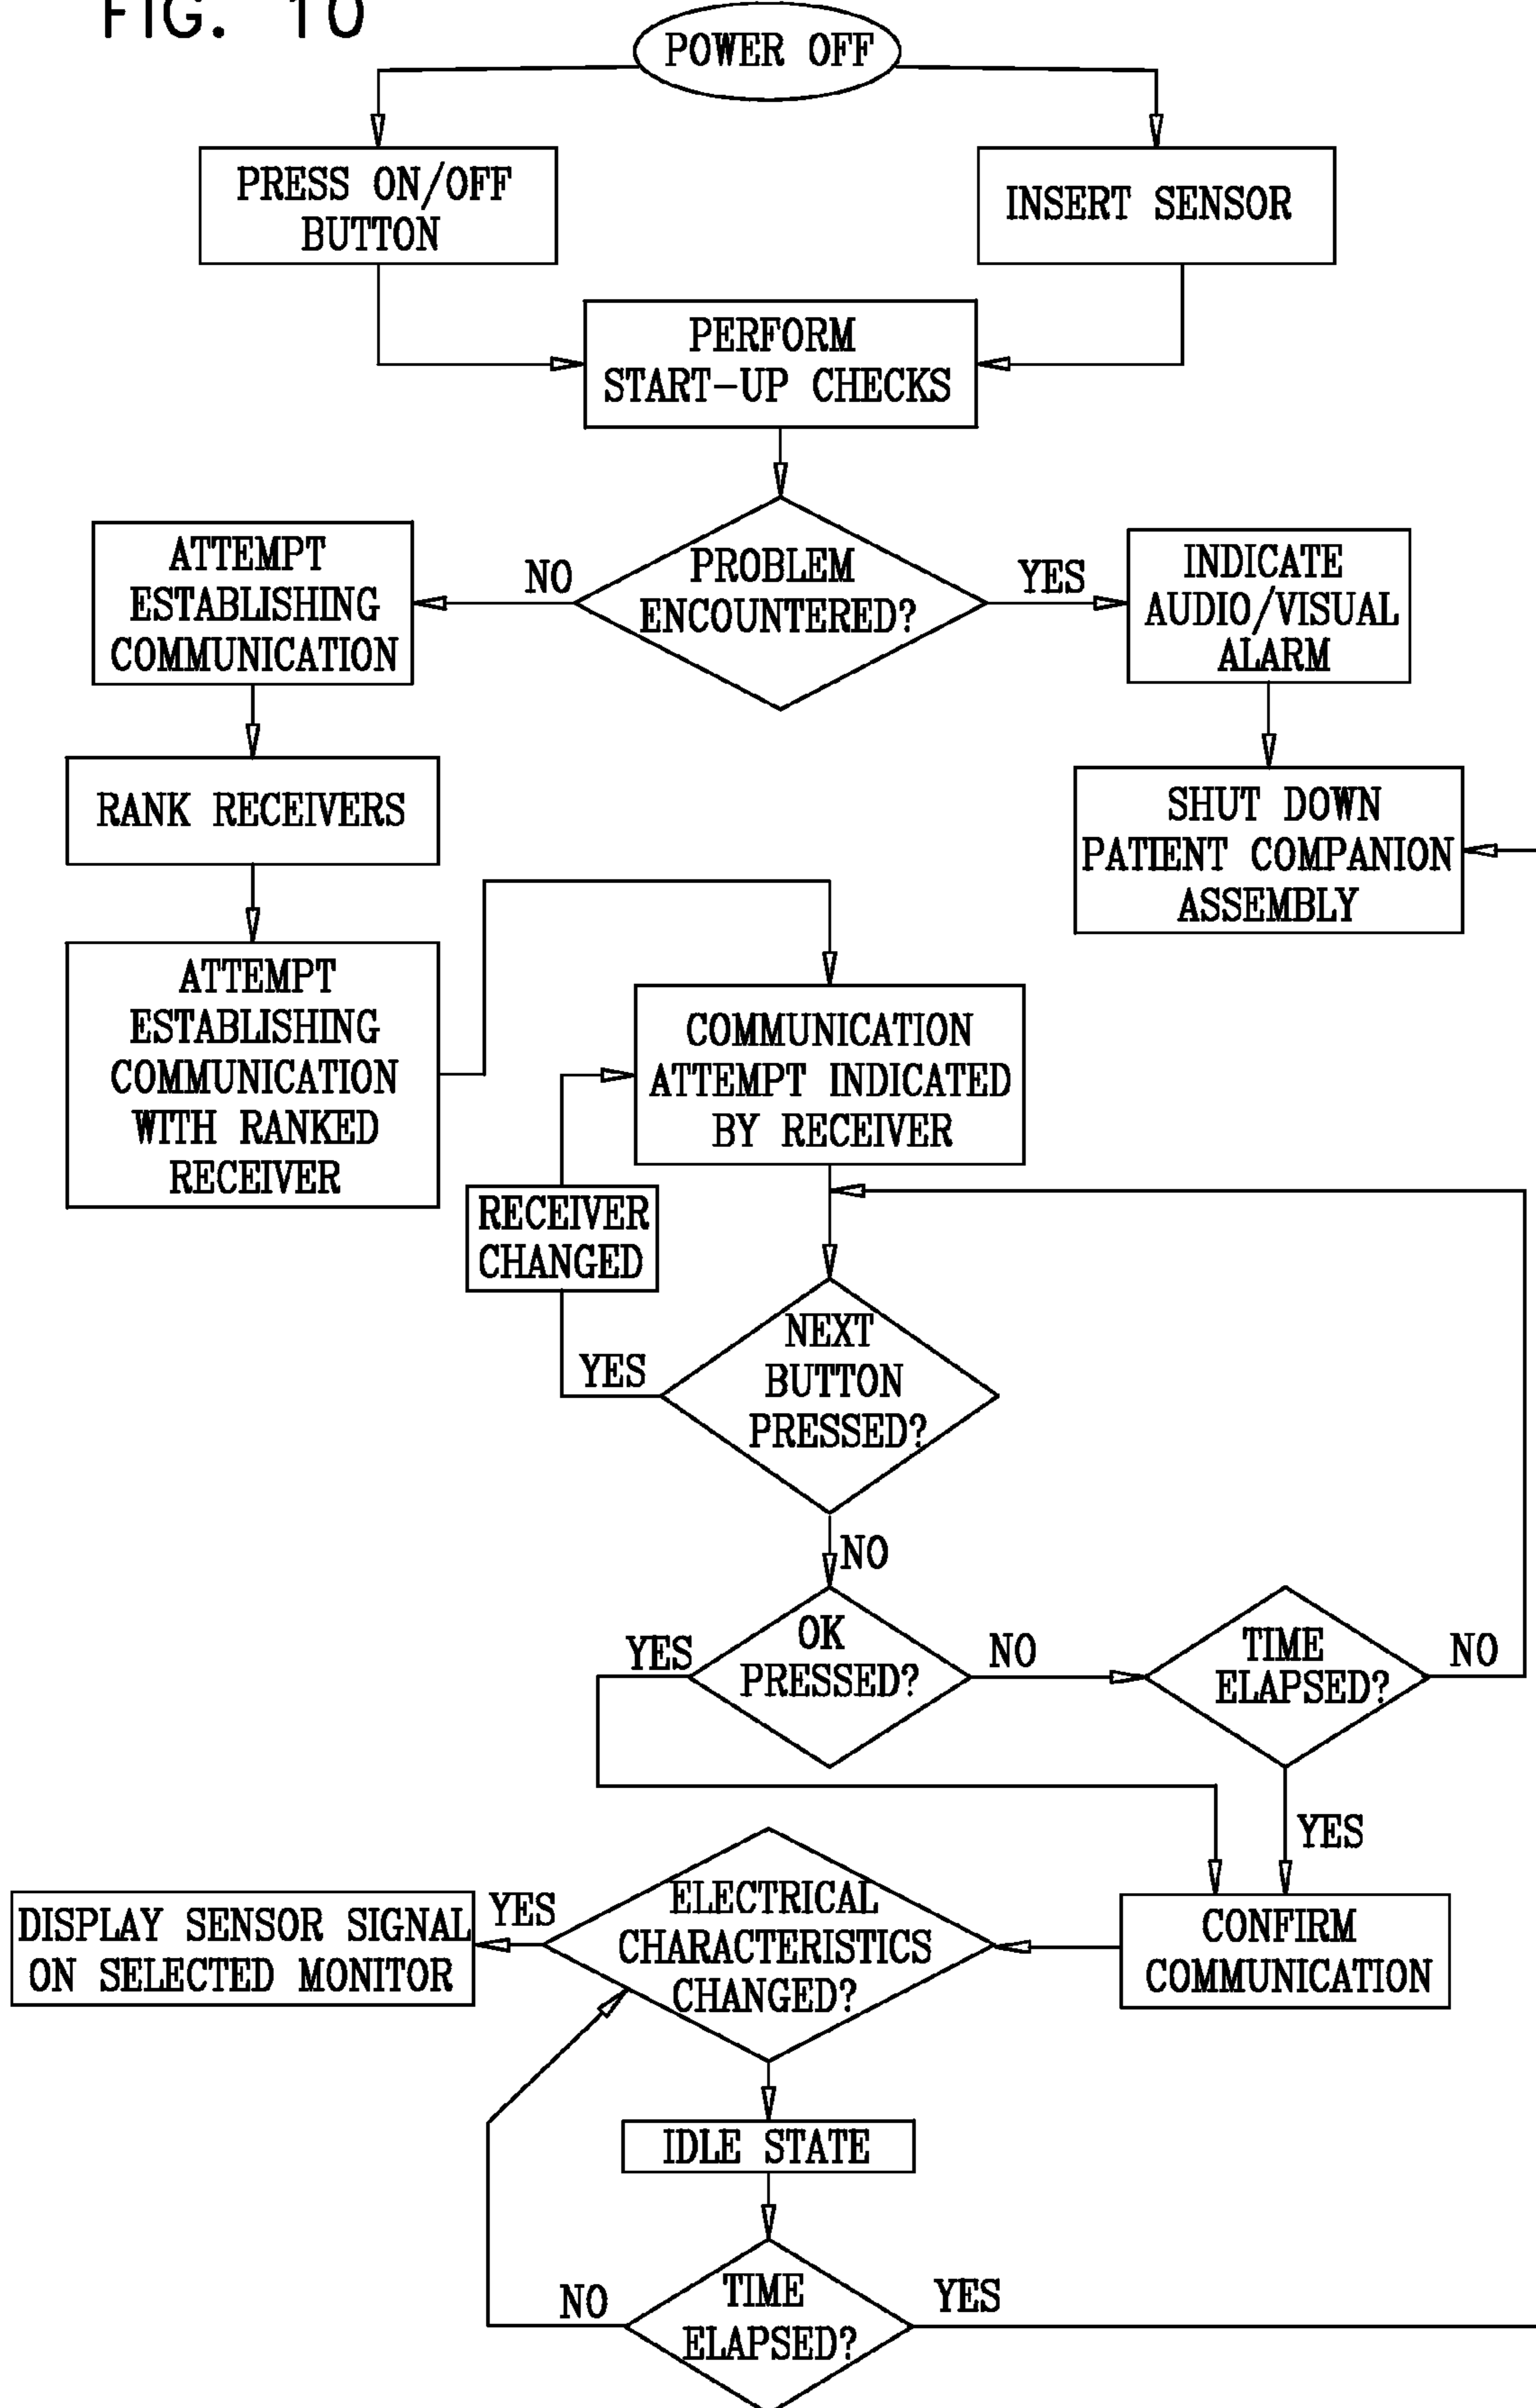 FIG. 10
POWER OFF
PRESS ON/OFF
BUTTON
INSERT SENSOR
PERFORM
START-UP CHECKS
ATTEMPT
ESTABLISHING
COMMUNICATION
NO
PROBLEM
ENCOUNTERED?
YES
INDICATE
AUDIO/VISUAL
ALARM
RANK RECEIVERS
SHUT DOWN
PATIENT COMPANION
ASSEMBLY
ATTEMPT
ESTABLISHING
COMMUNICATION
WITH RANKED
RECEIVER
COMMUNICATION
ATTEMPT INDICATED
BY RECEIVER
RECEIVER
CHANGED
NEXT
BUTTON
PRESSED?
YES
NO
YES
OK
PRESSED?
NO
TIME
ELAPSED?
NO
YES
DISPLAY SENSOR SIGNAL
ON SELECTED MONITOR
YES
ELECTRICAL
CHARACTERISTICS
CHANGED?
CONFIRM
COMMUNICATION
IDLE STATE
NO
TIME
ELAPSED?
YES